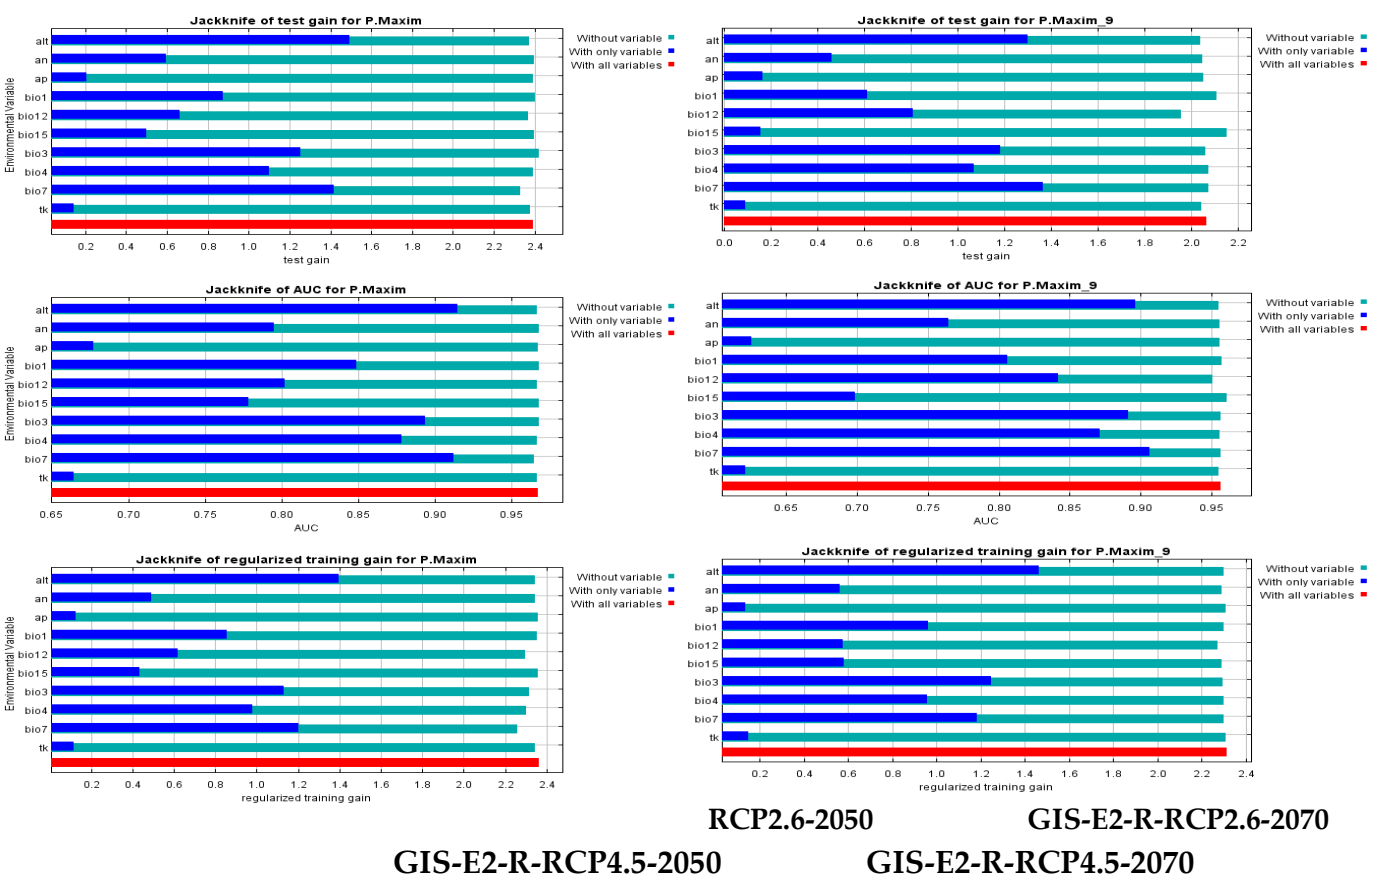 Jackknife of test gain for P.Maxim
Environmental Variable
alt
an
ap
bio1
bio12
bio15
bio3
bio4
bio7
tk
Without variable
With only variable
With all variables
0.2 0.4 0.6 0.8 1.0 1.2 1.4 1.6 1.8 2.0 2.2 2.4
test gain
Jackknife of test gain for P.Maxim_9
alt
an
ap
bio1
bio12
bio15
bio3
bio4
bio7
tk
Without variable
With only variable
With all variables
0.0 0.2 0.4 0.6 0.8 1.0 1.2 1.4 1.6 1.8 2.0 2.2
test gain
Jackknife of AUC for P.Maxim
Environmental Variable
alt
an
ap
bio1
bio12
bio15
bio3
bio4
bio7
tk
Without variable
With only variable
With all variables
0.65 0.70 0.75 0.80 0.85 0.90 0.95
AUC
Jackknife of AUC for P.Maxim_9
alt
an
ap
bio1
bio12
bio15
bio3
bio4
bio7
tk
Without variable
With only variable
With all variables
0.65 0.70 0.75 0.80 0.85 0.90 0.95
AUC
Jackknife of regularized training gain for P.Maxim
Environmental Variable
alt
an
ap
bio1
bio12
bio15
bio3
bio4
bio7
tk
Without variable
With only variable
With all variables
0.2 0.4 0.6 0.8 1.0 1.2 1.4 1.6 1.8 2.0 2.2 2.4
regularized training gain
Jackknife of regularized training gain for P.Maxim_9
alt
an
ap
bio1
bio12
bio15
bio3
bio4
bio7
tk
Without variable
With only variable
With all variables
0.2 0.4 0.6 0.8 1.0 1.2 1.4 1.6 1.8 2.0 2.2 2.4
regularized training gain
RCP2.6-2050 GIS-E2-R-RCP2.6-2070
GIS-E2-R-RCP4.5-2050 GIS-E2-R-RCP4.5-2070